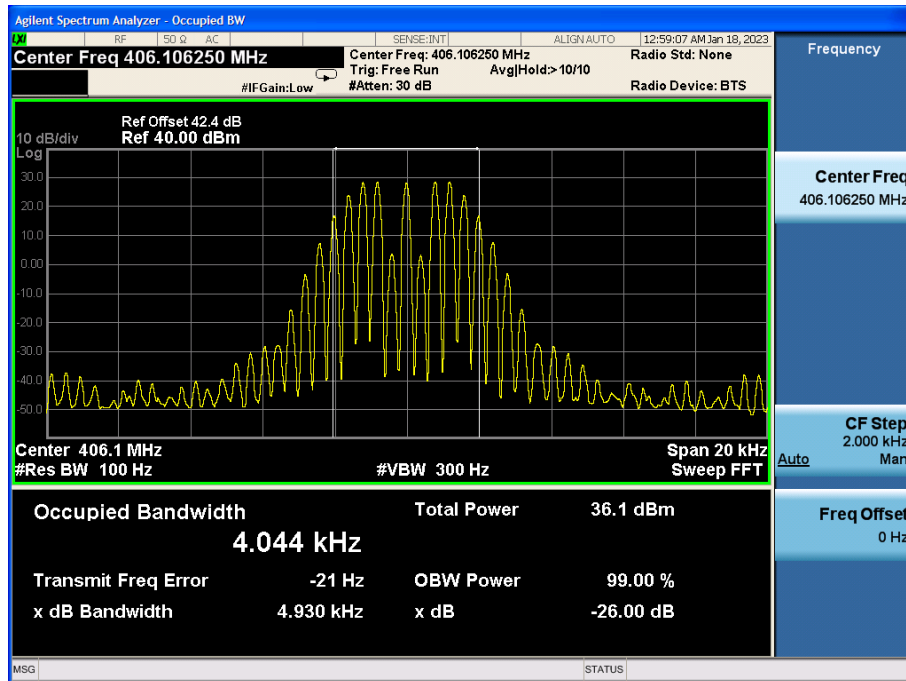 Agilent Spectrum Analyzer - Occupied BW
LXI RF 50 Ω AC SENSE:INT ALIGN AUTO 12:59:07 AM Jan 18, 2023
Center Freq 406.106250 MHz
Center Freq: 406.106250 MHz
Radio Std: None
Trig: Free Run Avg|Hold:>10/10
#IFGain:Low
#Atten: 30 dB
Radio Device: BTS
Frequency
Ref Offset 42.4 dB
10 dB/div Ref 40.00 dBm
Log
30.0
20.0
10.0
0.00
-10.0
-20.0
-30.0
-40.0
-50.0
Center Freq
406.106250 MHz
Center 406.1 MHz Span 20 kHz
#Res BW 100 Hz #VBW 300 Hz Sweep FFT
CF Step
2.000 kHz
Auto Man
Occupied Bandwidth Total Power 36.1 dBm
4.044 kHz
Transmit Freq Error -21 Hz OBW Power 99.00 %
x dB Bandwidth 4.930 kHz x dB -26.00 dB
Freq Offset
0 Hz
MSG STATUS